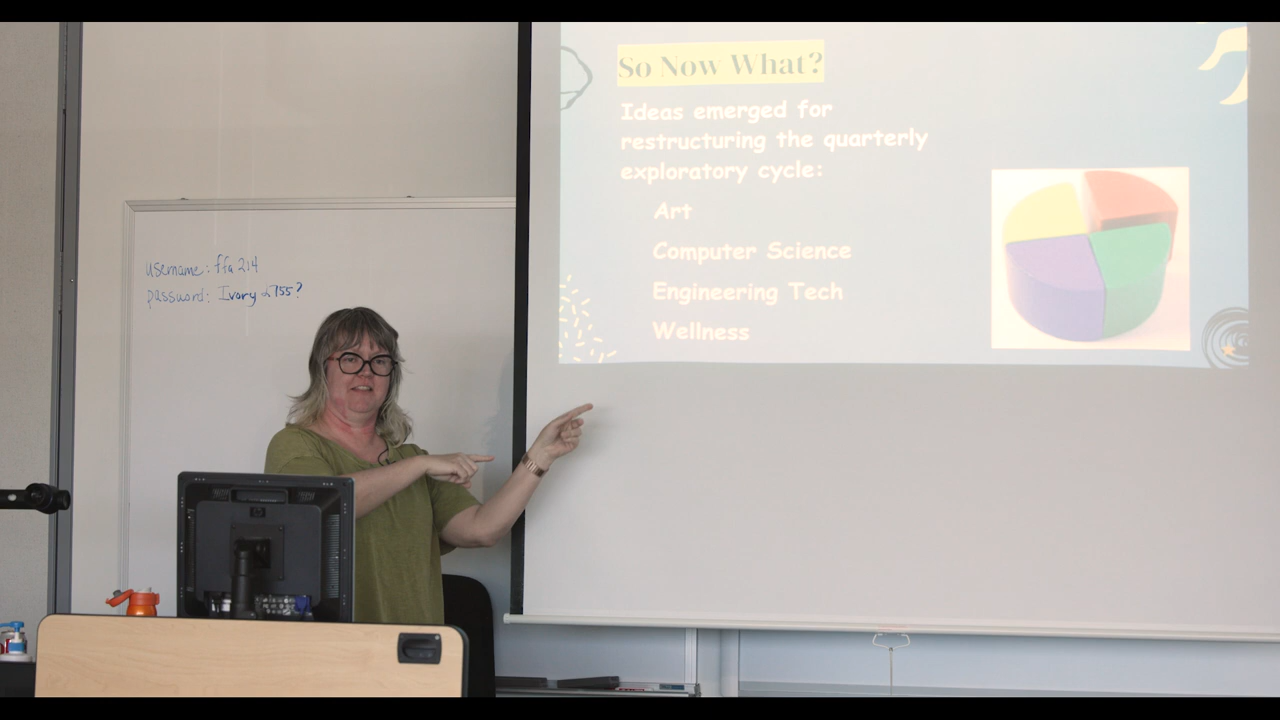 So Now What?
Ideas emerged for
restructuring the quarterly
exploratory cycle:
Art
Computer Science
Engineering Tech
Wellness
username: ffa 214
password: Ivory